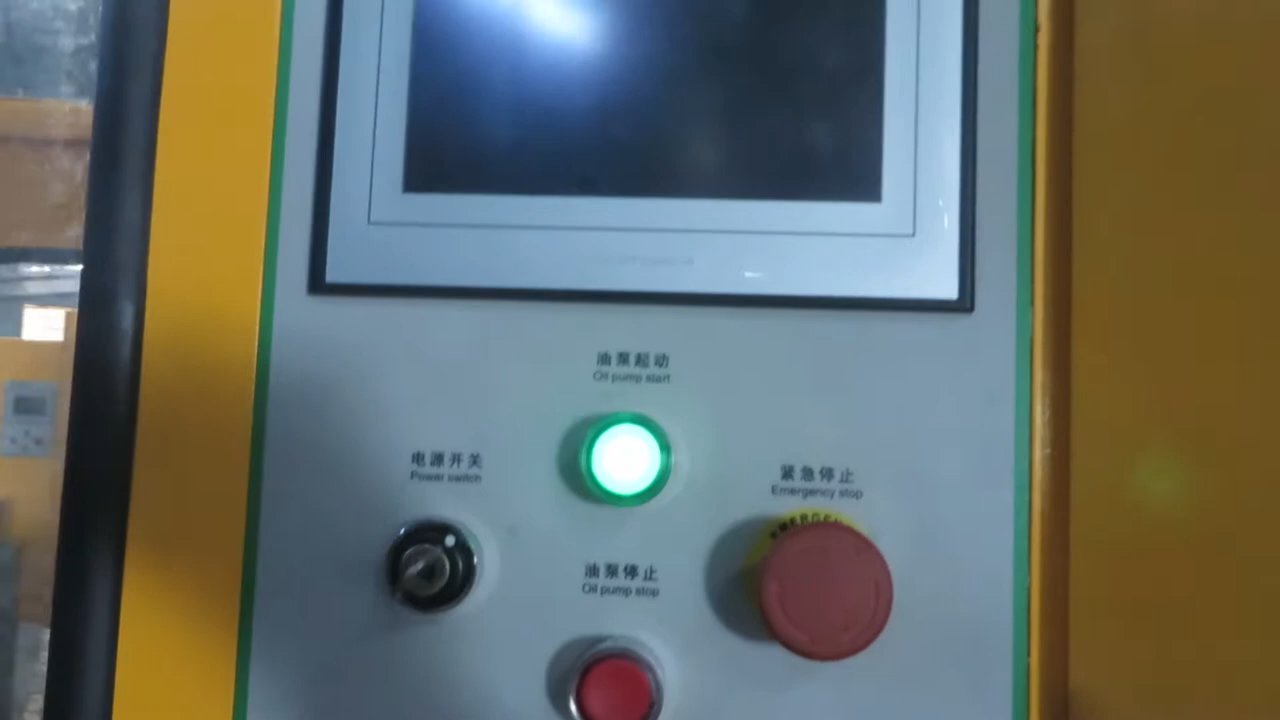 油泵起动
Oil pump start
电源开关
Power switch
紧急停止
Emergency stop
油泵停止
Oil pump stop